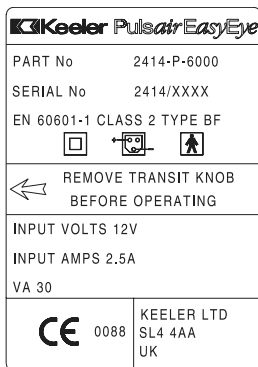 Keeler Pulsair EasyEye
PART No 2414-P-6000
SERIAL No 2414/XXXX
EN 60601-1 CLASS 2 TYPE BF
REMOVE TRANSIT KNOB
BEFORE OPERATING
INPUT VOLTS 12V
INPUT AMPS 2.5A
VA 30
CE 0088
KEELER LTD
SL4 4AA
UK